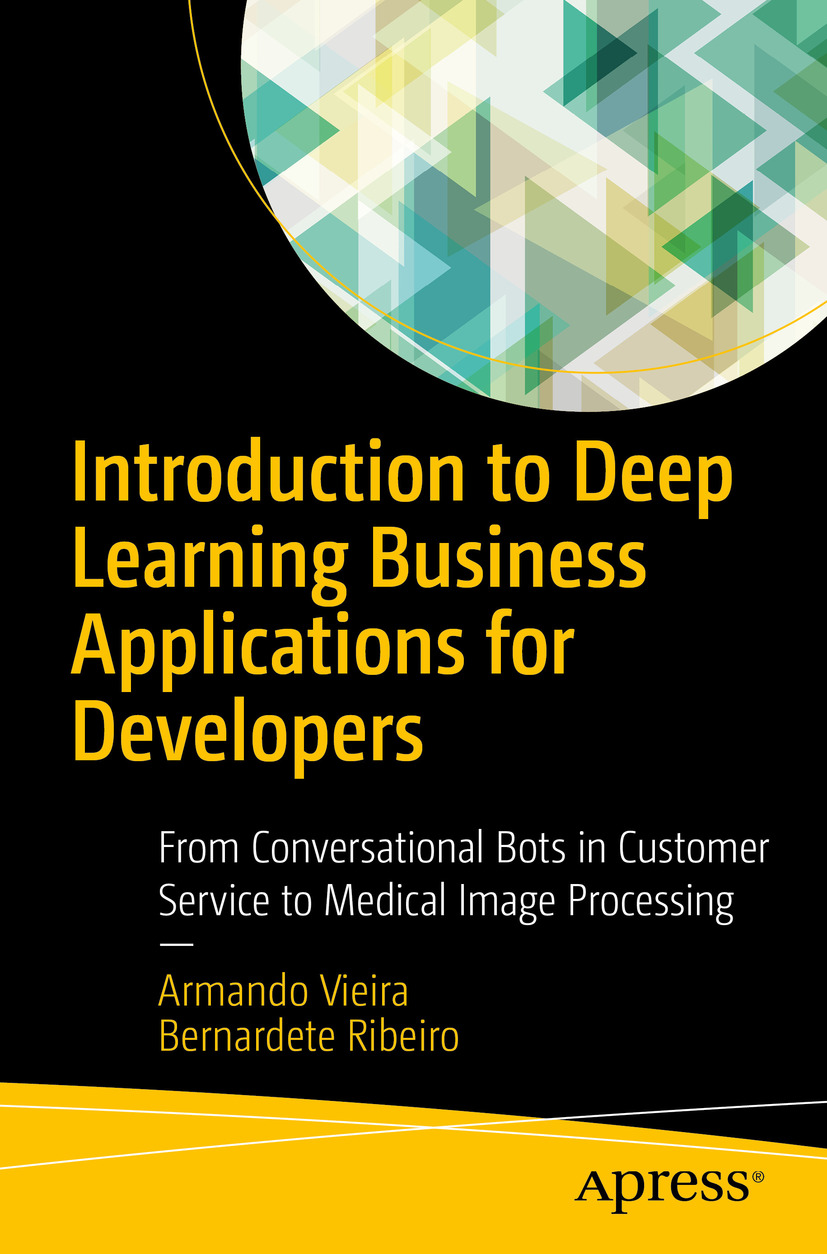 Introduction to Deep
Learning Business
Applications for
Developers
From Conversational Bots in Customer
Service to Medical Image Processing
—
Armando Vieira
Bernardete Ribeiro
Apress®